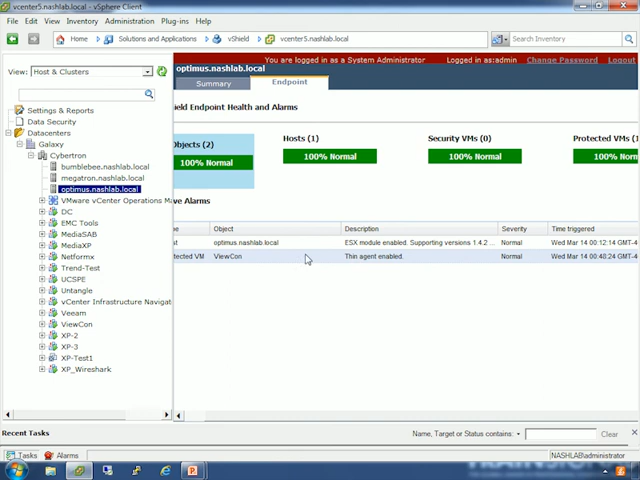 vcenter5.nashlab.local - vSphere Client
File Edit View Inventory Administration Plug-ins Help
Home Solutions and Applications vShield vcenter5.nashlab.local
Search Inventory
View: Host & Clusters
You are logged in as a System Administrator Logged in as:admin Change Password Logout
optimus.nashlab.local
Summary Endpoint
Settings & Reports
Data Security
Datacenters
Galaxy
Cybertron
bumblebee.nashlab.local
megatron.nashlab.local
optimus.nashlab.local
VMware vCenter Operations Ma
DC
EMC Tools
MediaSAB
MediaXP
Netformx
Trend-Test
UCSPE
Untangle
vCenter Infrastructure Navigat
Veeam
ViewCon
XP-2
XP-3
XP-Test1
XP_Wireshark
ield Endpoint Health and Alarms
bjects (2) Hosts (1) Security VMs (0) Protected VMs (1
100% Normal 100% Normal 100% Normal 100% Norm
ve Alarms
me Object Description Severity Time triggered
st optimus.nashlab.local ESX module enabled. Supporting versions 1.4.2 ... Normal Wed Mar 14 00:12:14 GMT-4
tected VM ViewCon Thin agent enabled. Normal Wed Mar 14 00:48:24 GMT-4
Recent Tasks
Name, Target or Status contains: Clear
Tasks Alarms
NASHLAB\administrator